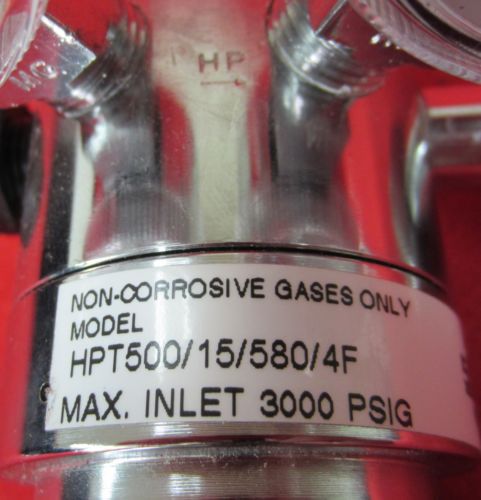 HP
NON-CORROSIVE GASES ONLY
MODEL
HPT500/15/580/4F
MAX. INLET 3000 PSIG